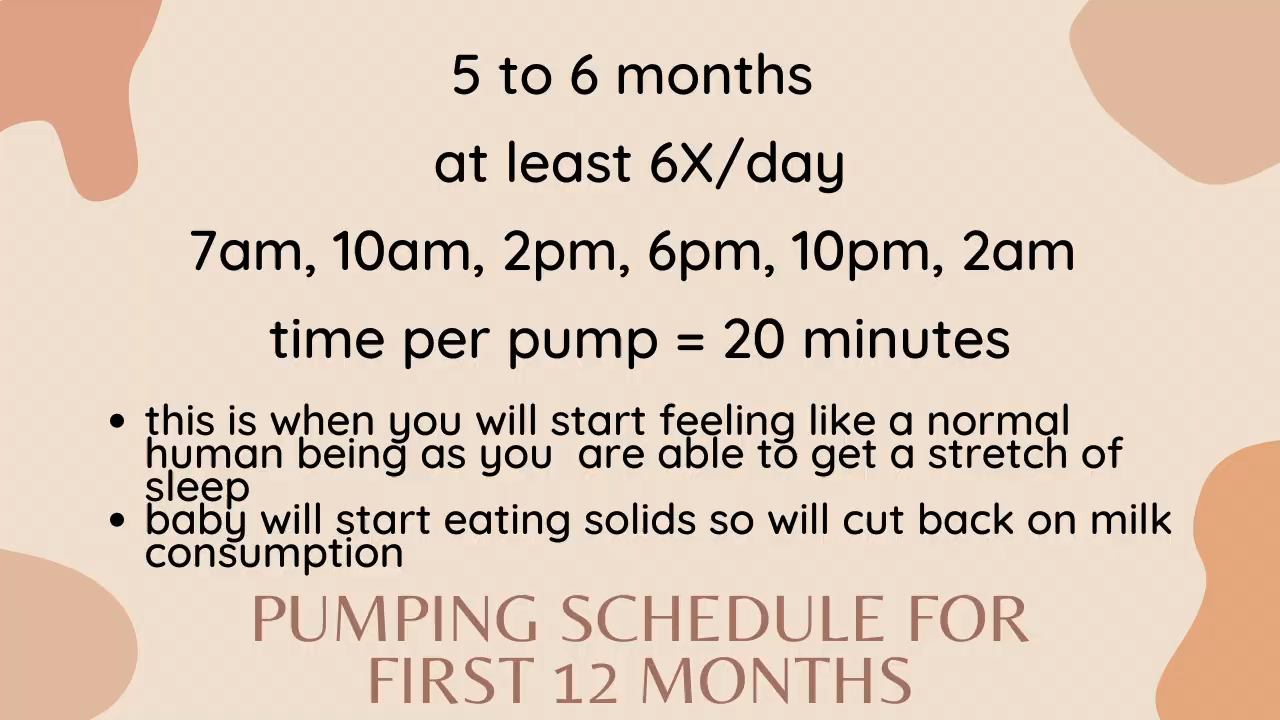 5 to 6 months
at least 6X/day
7am, 10am, 2pm, 6pm, 10pm, 2am
time per pump = 20 minutes
• this is when you will start feeling like a normal
human being as you  are able to get a stretch of
sleep
• baby will start eating solids so will cut back on milk
consumption
PUMPING SCHEDULE FOR
FIRST 12 MONTHS